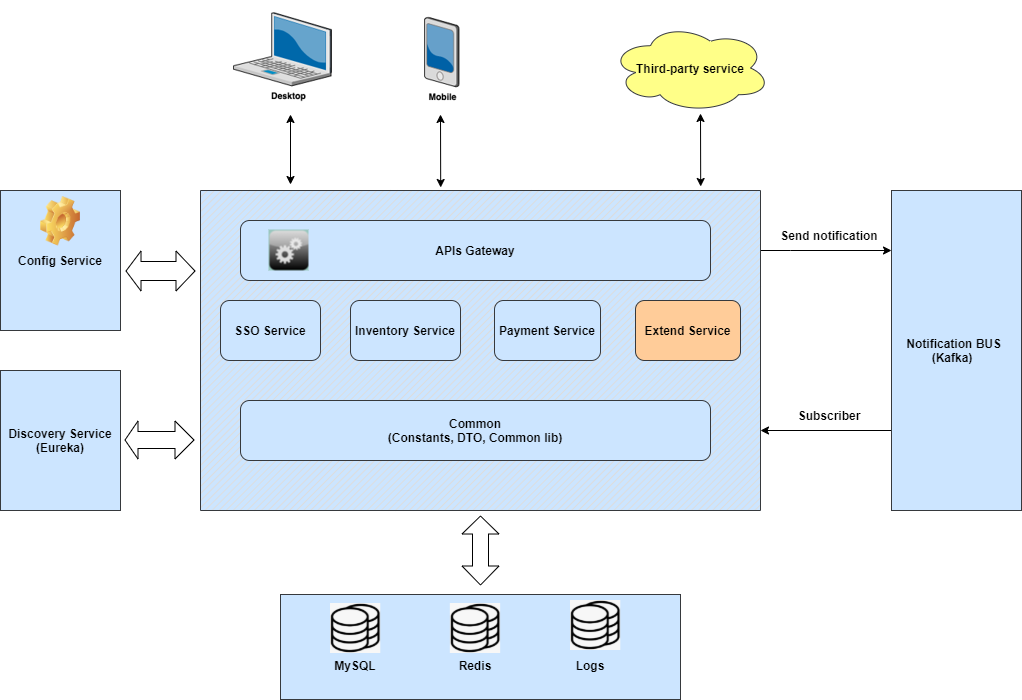 Desktop
Mobile
Third-party service
Config Service
APIs Gateway
Send notification
SSO Service
Inventory Service
Payment Service
Extend Service
Notification BUS
(Kafka)
Discovery Service
(Eureka)
Common
(Constants, DTO, Common lib)
Subscriber
MySQL
Redis
Logs